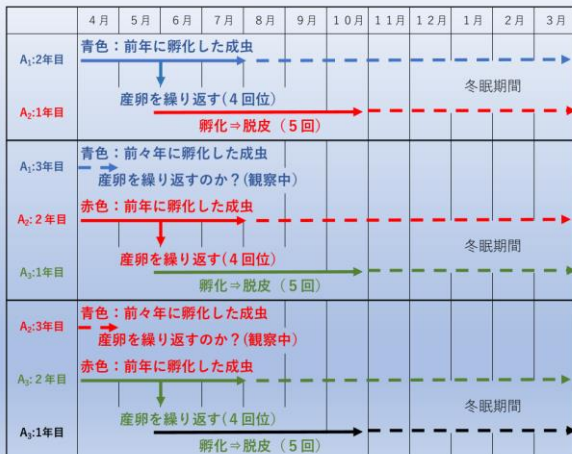 4月 5月 6月 7月 8月 9月 10月 11月 12月 1月 2月 3月
青色：前年に孵化した成虫
A₁:2年目
産卵を繰り返す(4回位)
冬眠期間
A₂:1年目
孵化⇒脱皮（5回）
青色：前々年に孵化した成虫
A₁:3年目
産卵を繰り返すのか？(観察中)
赤色：前年に孵化した成虫
A₂:2年目
産卵を繰り返す(4回位)
冬眠期間
A₃:1年目
孵化⇒脱皮（5回）
青色：前々年に孵化した成虫
A₂:3年目
産卵を繰り返すのか？(観察中)
赤色：前年に孵化した成虫
A₃:2年目
産卵を繰り返す(4回位)
冬眠期間
A₃:1年目
孵化⇒脱皮（5回）